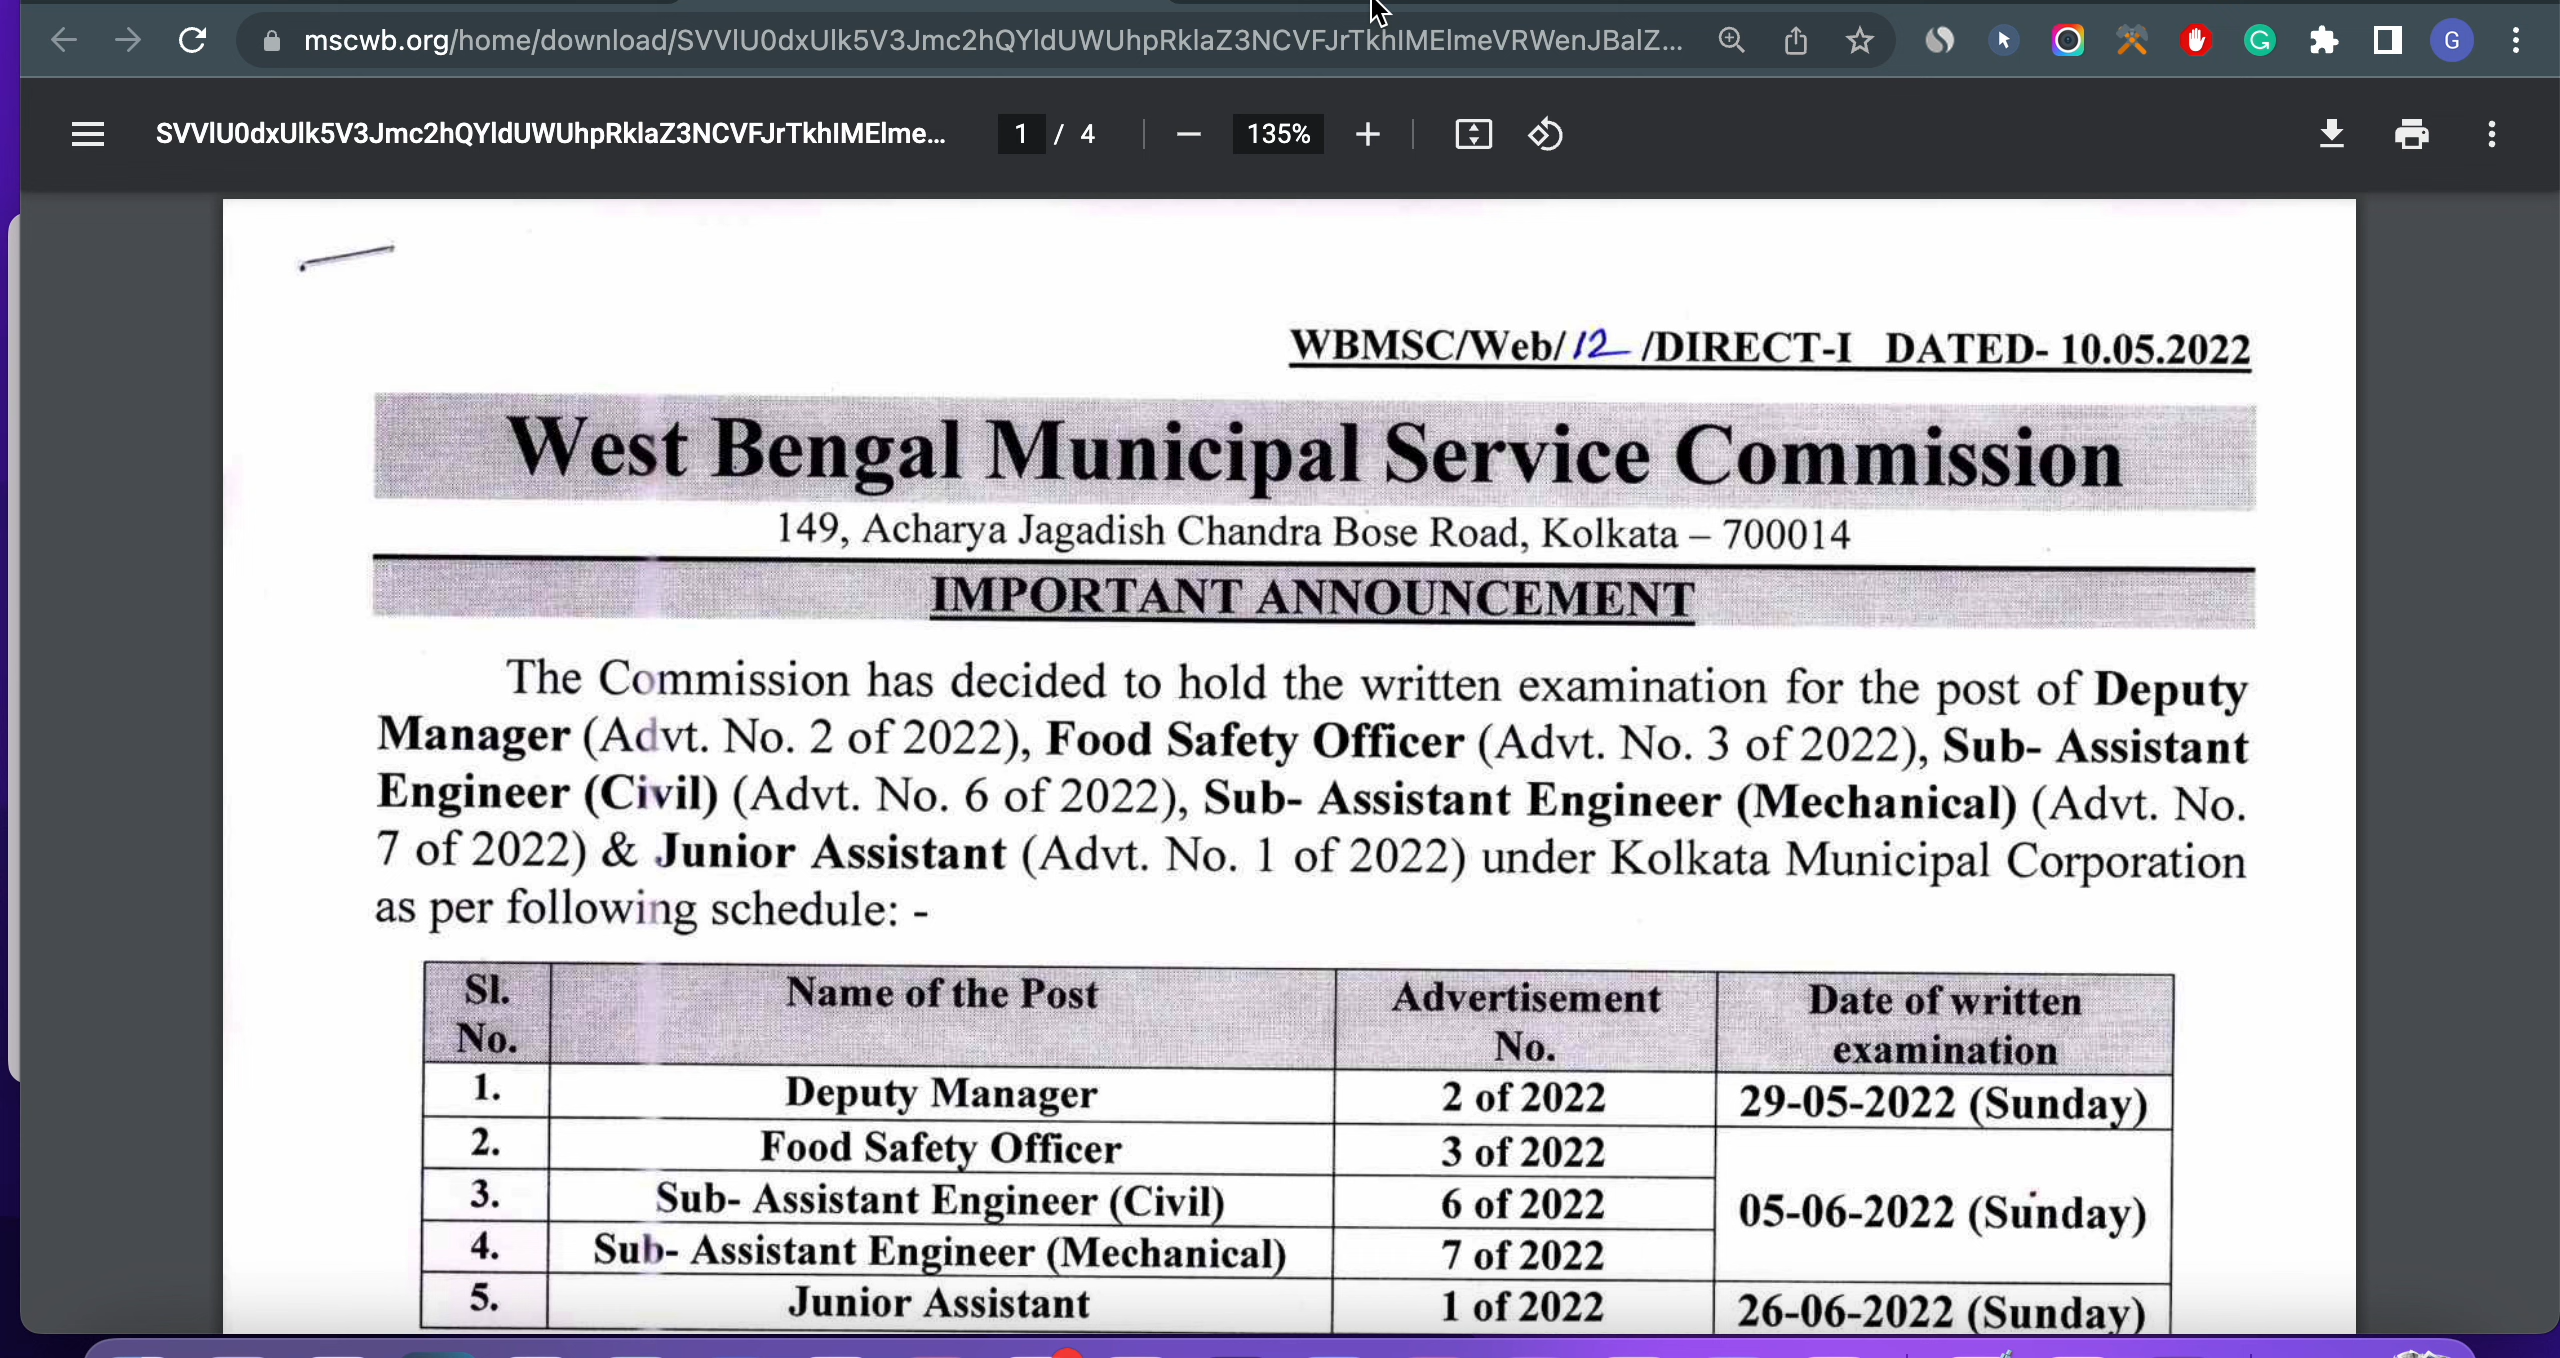 mscwb.org/home/download/SVVlU0dxUlk5V3Jmc2hQYldUWUhpRklaZ3NCVFJrTkhIMElmeVRWenJBalZ...
G
SVVlU0dxUlk5V3Jmc2hQYldUWUhpRklaZ3NCVFJrTkhIMElme...
1 / 4
135%
WBMSC/Web/12 /DIRECT-I DATED- 10.05.2022
West Bengal Municipal Service Commission
149, Acharya Jagadish Chandra Bose Road, Kolkata – 700014
IMPORTANT ANNOUNCEMENT
The Commission has decided to hold the written examination for the post of Deputy
Manager (Advt. No. 2 of 2022), Food Safety Officer (Advt. No. 3 of 2022), Sub- Assistant
Engineer (Civil) (Advt. No. 6 of 2022), Sub- Assistant Engineer (Mechanical) (Advt. No.
7 of 2022) & Junior Assistant (Advt. No. 1 of 2022) under Kolkata Municipal Corporation
as per following schedule: -
Sl. No. Name of the Post Advertisement No. Date of written examination
1. Deputy Manager 2 of 2022 29-05-2022 (Sunday)
2. Food Safety Officer 3 of 2022
3. Sub- Assistant Engineer (Civil) 6 of 2022 05-06-2022 (Sunday)
4. Sub- Assistant Engineer (Mechanical) 7 of 2022
5. Junior Assistant 1 of 2022 26-06-2022 (Sunday)